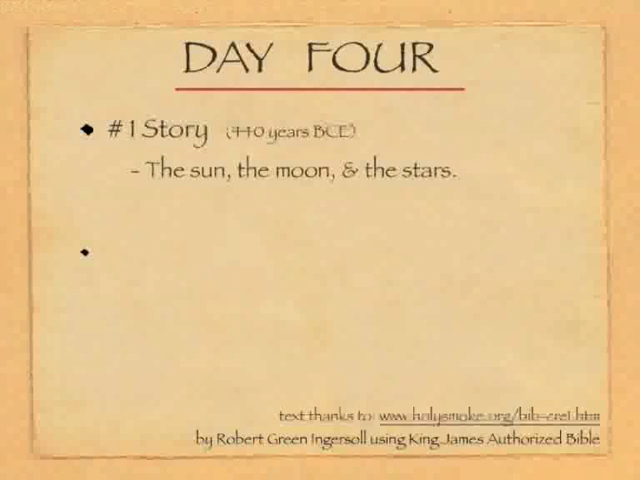 DAY FOUR
# 1 Story (440 years BCE)
- The sun, the moon, & the stars.
text thanks to: www.holysmoke.org/bib-cre1.htm
by Robert Green Ingersoll using King James Authorized Bible